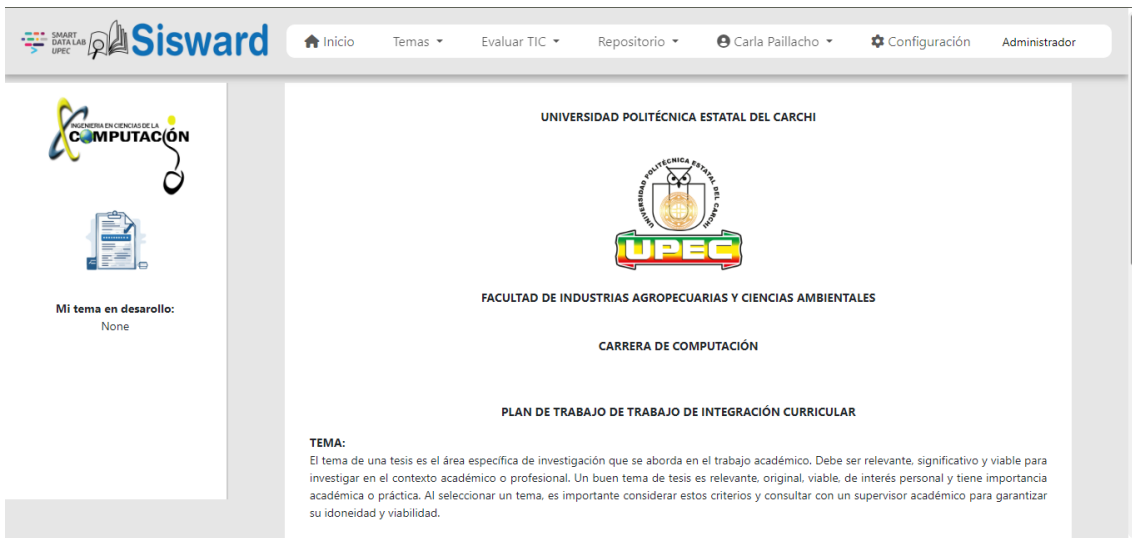 SMART
DATA LAB
UPEC
Sisward
Inicio
Temas
Evaluar TIC
Repositorio
Carla Paillacho
Configuración
Administrador
INGENIERIA EN CIENCIAS DE LA
COMPUTACIÓN
Mi tema en desarollo:
None
UNIVERSIDAD POLITÉCNICA ESTATAL DEL CARCHI
UNIVERSIDAD POLITECNICA ESTATAL DEL CARCHI
UPEC
FACULTAD DE INDUSTRIAS AGROPECUARIAS Y CIENCIAS AMBIENTALES
CARRERA DE COMPUTACIÓN
PLAN DE TRABAJO DE TRABAJO DE INTEGRACIÓN CURRICULAR
TEMA:
El tema de una tesis es el área específica de investigación que se aborda en el trabajo académico. Debe ser relevante, significativo y viable para
investigar en el contexto académico o profesional. Un buen tema de tesis es relevante, original, viable, de interés personal y tiene importancia
académica o práctica. Al seleccionar un tema, es importante considerar estos criterios y consultar con un supervisor académico para garantizar
su idoneidad y viabilidad.